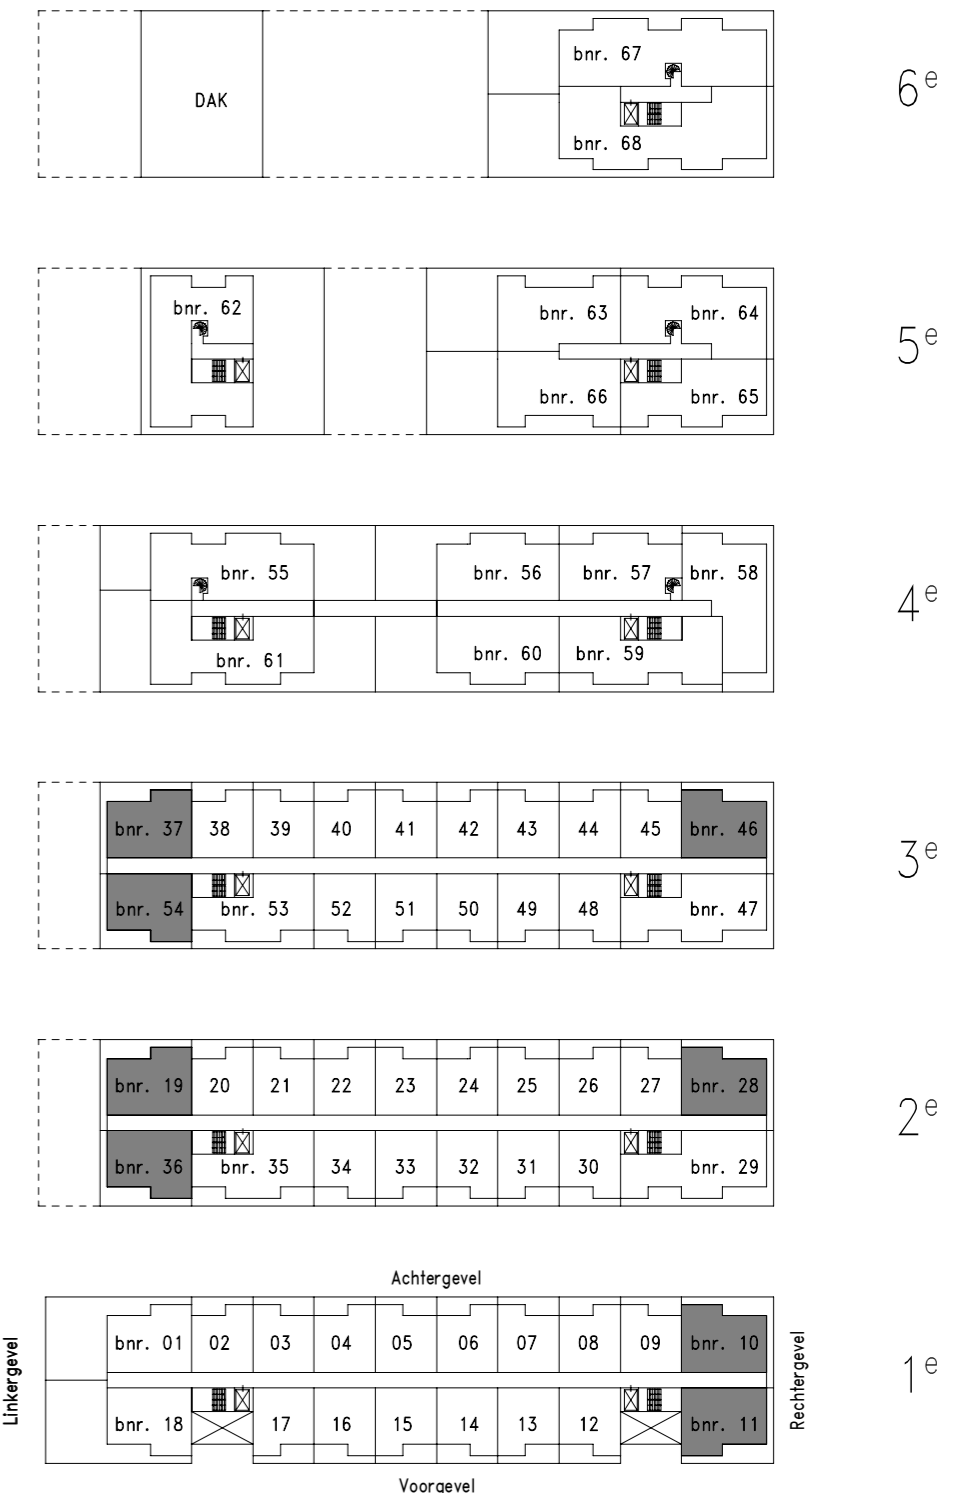 bnr. 67
DAK
6e
bnr. 68
bnr. 62
bnr. 63
bnr. 64
5e
bnr. 66
bnr. 65
bnr. 55
bnr. 56
bnr. 57
bnr. 58
4e
bnr. 61
bnr. 60
bnr. 59
bnr. 37 38 39 40 41 42 43 44 45 bnr. 46
3e
bnr. 54 bnr. 53 52 51 50 49 48 bnr. 47
bnr. 19 20 21 22 23 24 25 26 27 bnr. 28
2e
bnr. 36 bnr. 35 34 33 32 31 30 bnr. 29
Achtergevel
bnr. 01 02 03 04 05 06 07 08 09 bnr. 10
Linkergevel
Rechtergevel
1e
bnr. 18 17 16 15 14 13 12 bnr. 11
Voorgevel